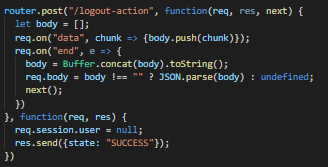 router.post("/logout-action", function(req, res, next) {
  let body = [];
  req.on("data", chunk => {body.push(chunk)});
  req.on("end", e => {
    body = Buffer.concat(body).toString();
    req.body = body !== "" ? JSON.parse(body) : undefined;
    next();
  })
}, function(req, res) {
  req.session.user = null;
  res.send({state: "SUCCESS"});
})